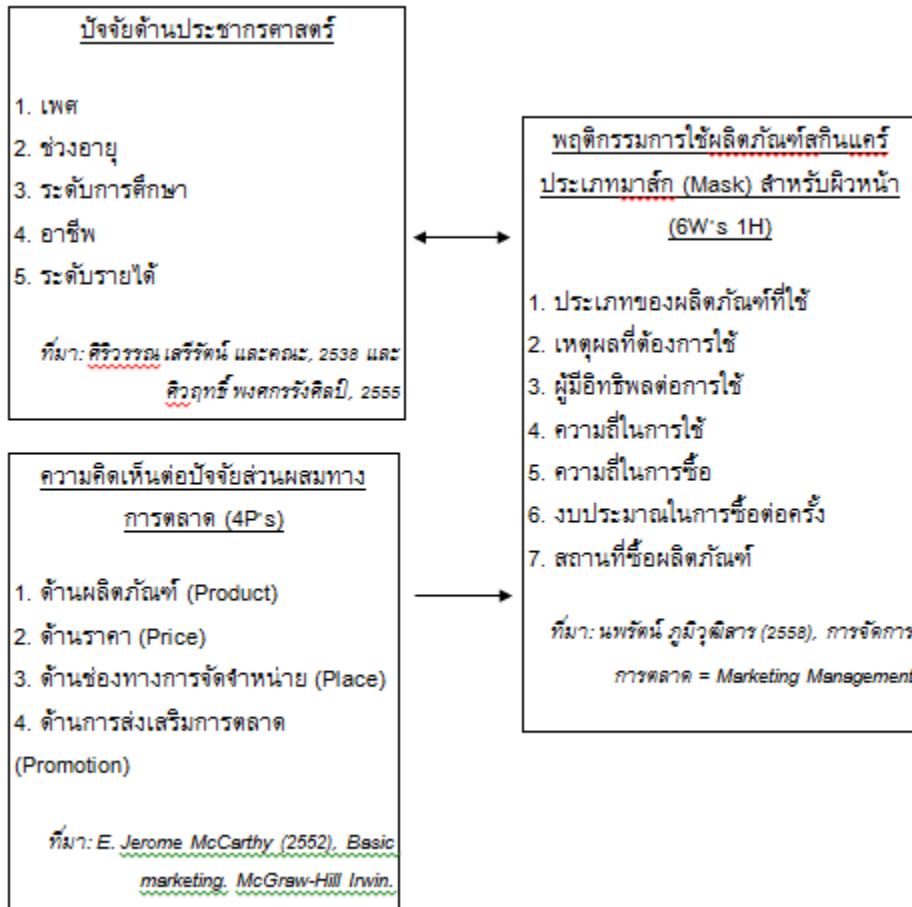 ปัจจัยด้านประชากรศาสตร์
1. เพศ
2. ช่วงอายุ
3. ระดับการศึกษา
4. อาชีพ
5. ระดับรายได้
ที่มา: ศิริวรรณ เสรีรัตน์ และคณะ, 2538 และ
ศิวฤทธิ์ พงศกรรังศิลป์, 2555
ความคิดเห็นต่อปัจจัยส่วนผสมทาง
การตลาด (4P's)
1. ด้านผลิตภัณฑ์ (Product)
2. ด้านราคา (Price)
3. ด้านช่องทางการจัดจำหน่าย (Place)
4. ด้านการส่งเสริมการตลาด
(Promotion)
ที่มา: E. Jerome McCarthy (2552), Basic
marketing. McGraw-Hill Irwin.
พฤติกรรมการใช้ผลิตภัณฑ์สกินแคร์
ประเภทมาส์ก (Mask) สำหรับผิวหน้า
(6W's 1H)
1. ประเภทของผลิตภัณฑ์ที่ใช้
2. เหตุผลที่ต้องการใช้
3. ผู้มีอิทธิพลต่อการใช้
4. ความถี่ในการใช้
5. ความถี่ในการซื้อ
6. งบประมาณในการซื้อต่อครั้ง
7. สถานที่ซื้อผลิตภัณฑ์
ที่มา: นพรัตน์ ภูมิวุฒิสาร (2558), การจัดการ
การตลาด = Marketing Management